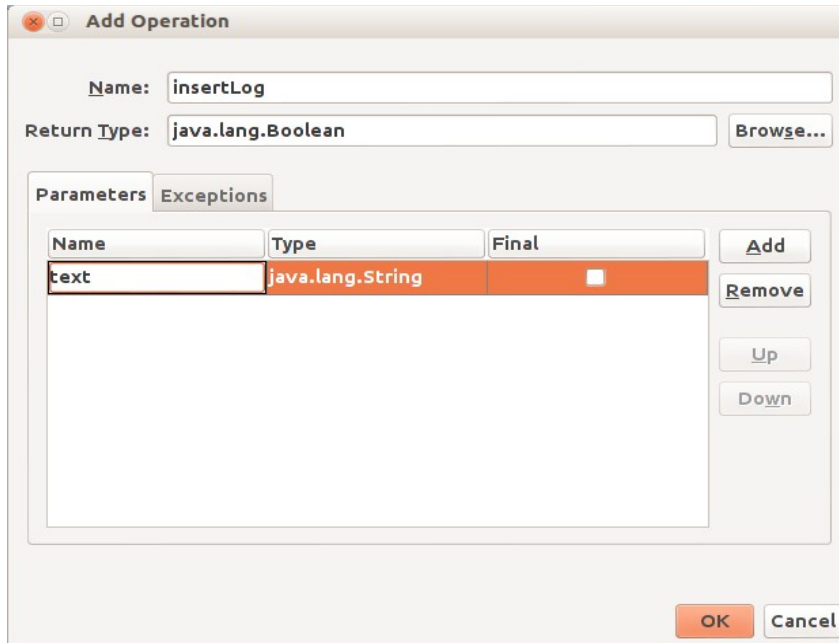 Add Operation
Name: insertLog
Return Type: java.lang.Boolean Browse...
Parameters Exceptions
Name Type Final Add
text java.lang.String
Remove
Up
Down
OK Cancel